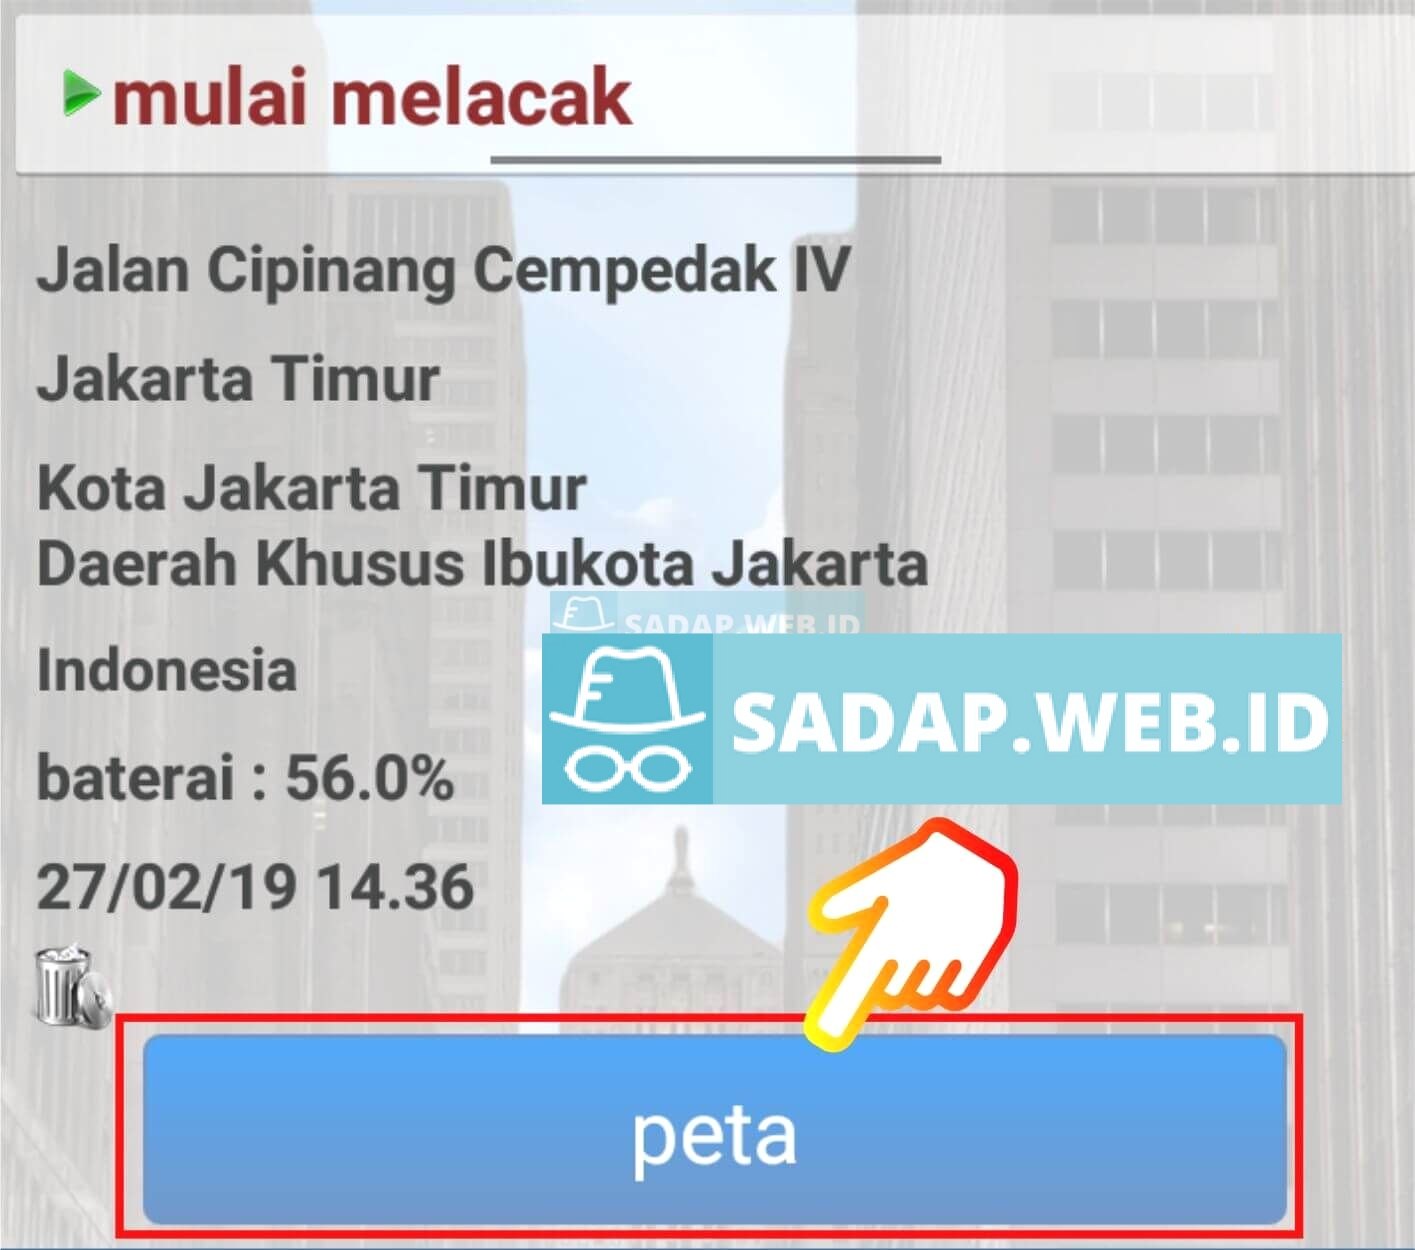 mulai melacak
Jalan Cipinang Cempedak IV
Jakarta Timur
Kota Jakarta Timur
Daerah Khusus Ibukota Jakarta
SADAP.WEB.ID
Indonesia
SADAP.WEB.ID
baterai : 56.0%
27/02/19 14.36
peta